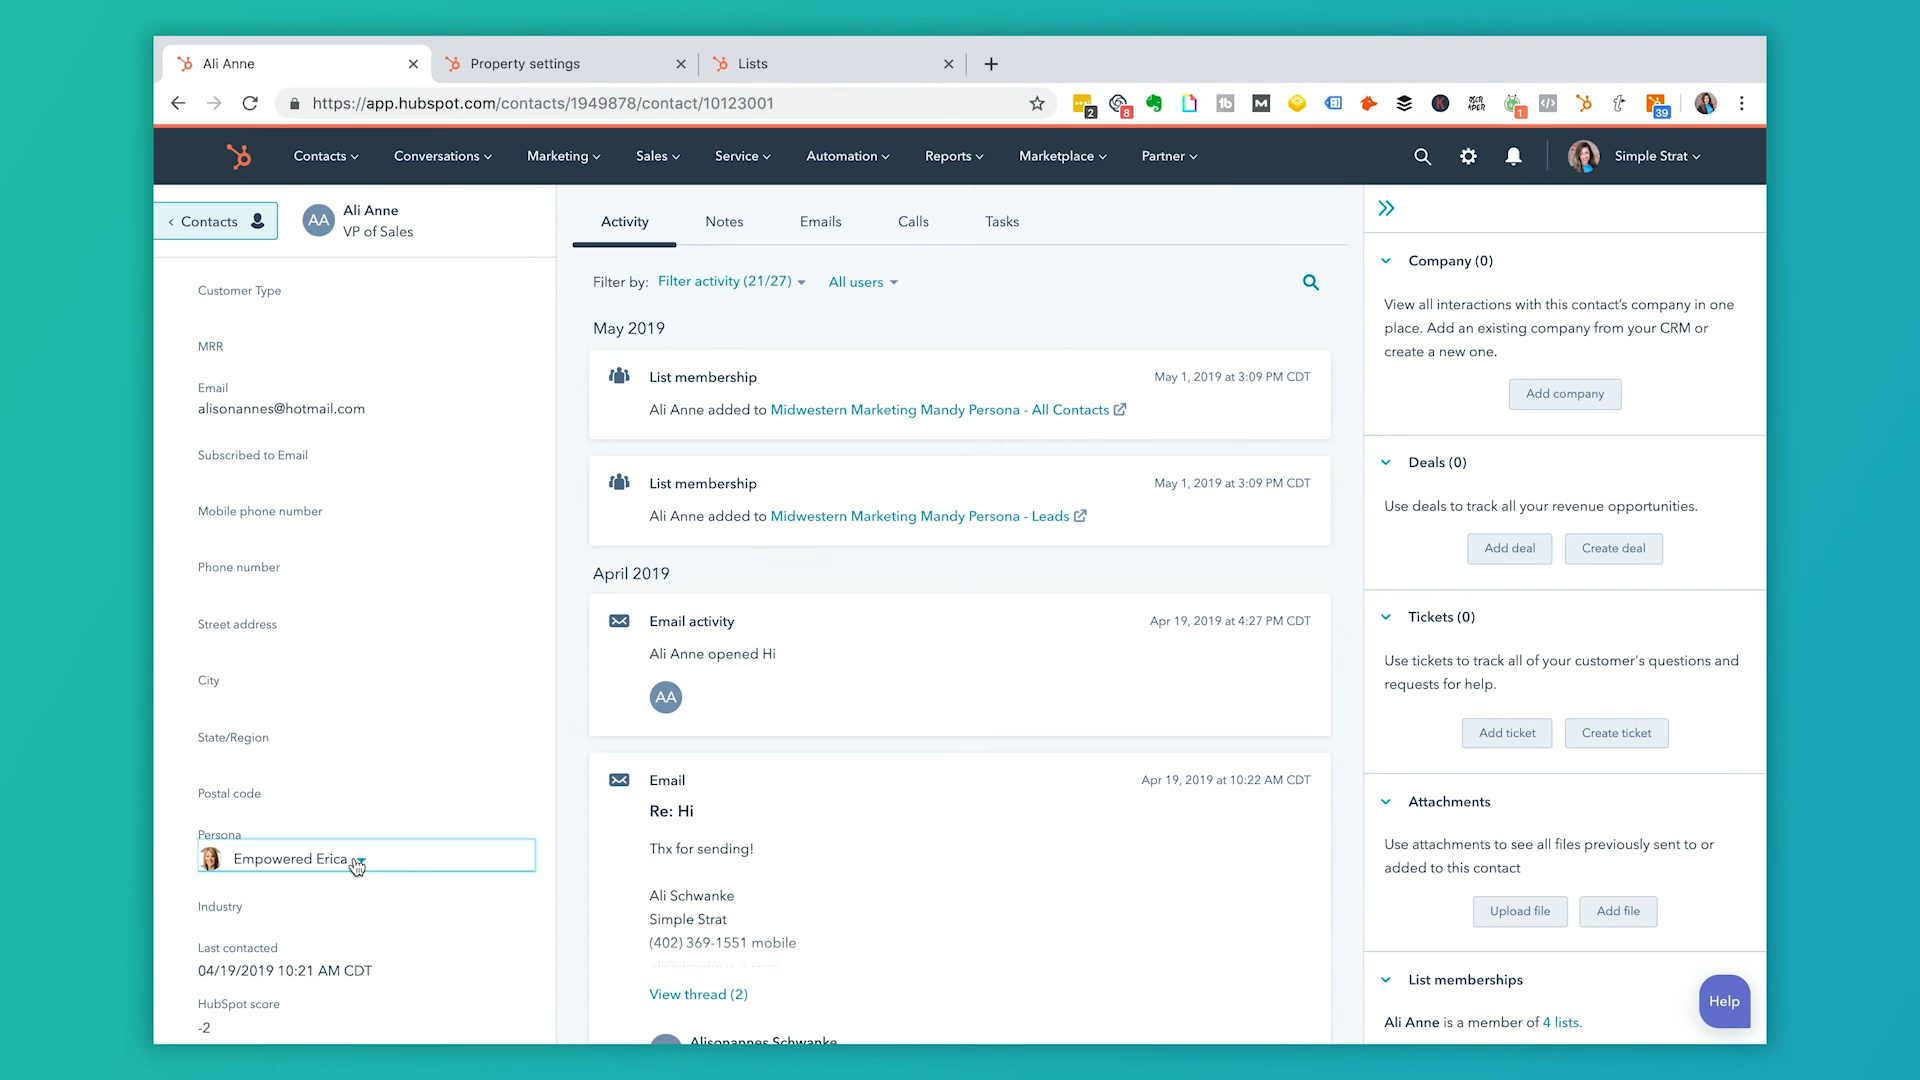 Ali Anne
Property settings
Lists
https://app.hubspot.com/contacts/1949878/contact/10123001
2
8
1
39
Contacts
Conversations
Marketing
Sales
Service
Automation
Reports
Marketplace
Partner
Simple Strat
Contacts
AA
Ali Anne
VP of Sales
Customer Type
MRR
Email
alisonannes@hotmail.com
Subscribed to Email
Mobile phone number
Phone number
Street address
City
State/Region
Postal code
Persona
Empowered Erica
Industry
Last contacted
04/19/2019 10:21 AM CDT
HubSpot score
-2
Activity
Notes
Emails
Calls
Tasks
Filter by: Filter activity (21/27) All users
May 2019
List membership
May 1, 2019 at 3:09 PM CDT
Ali Anne added to Midwestern Marketing Mandy Persona - All Contacts
List membership
May 1, 2019 at 3:09 PM CDT
Ali Anne added to Midwestern Marketing Mandy Persona - Leads
April 2019
Email activity
Apr 19, 2019 at 4:27 PM CDT
Ali Anne opened Hi
AA
Email
Apr 19, 2019 at 10:22 AM CDT
Re: Hi
Thx for sending!
Ali Schwanke
Simple Strat
(402) 369-1551 mobile
View thread (2)
Alisonannes Schwanke
Company (0)
View all interactions with this contact's company in one
place. Add an existing company from your CRM or
create a new one.
Add company
Deals (0)
Use deals to track all your revenue opportunities.
Add deal
Create deal
Tickets (0)
Use tickets to track all of your customer's questions and
requests for help.
Add ticket
Create ticket
Attachments
Use attachments to see all files previously sent to or
added to this contact
Upload file
Add file
List memberships
Ali Anne is a member of 4 lists.
Help